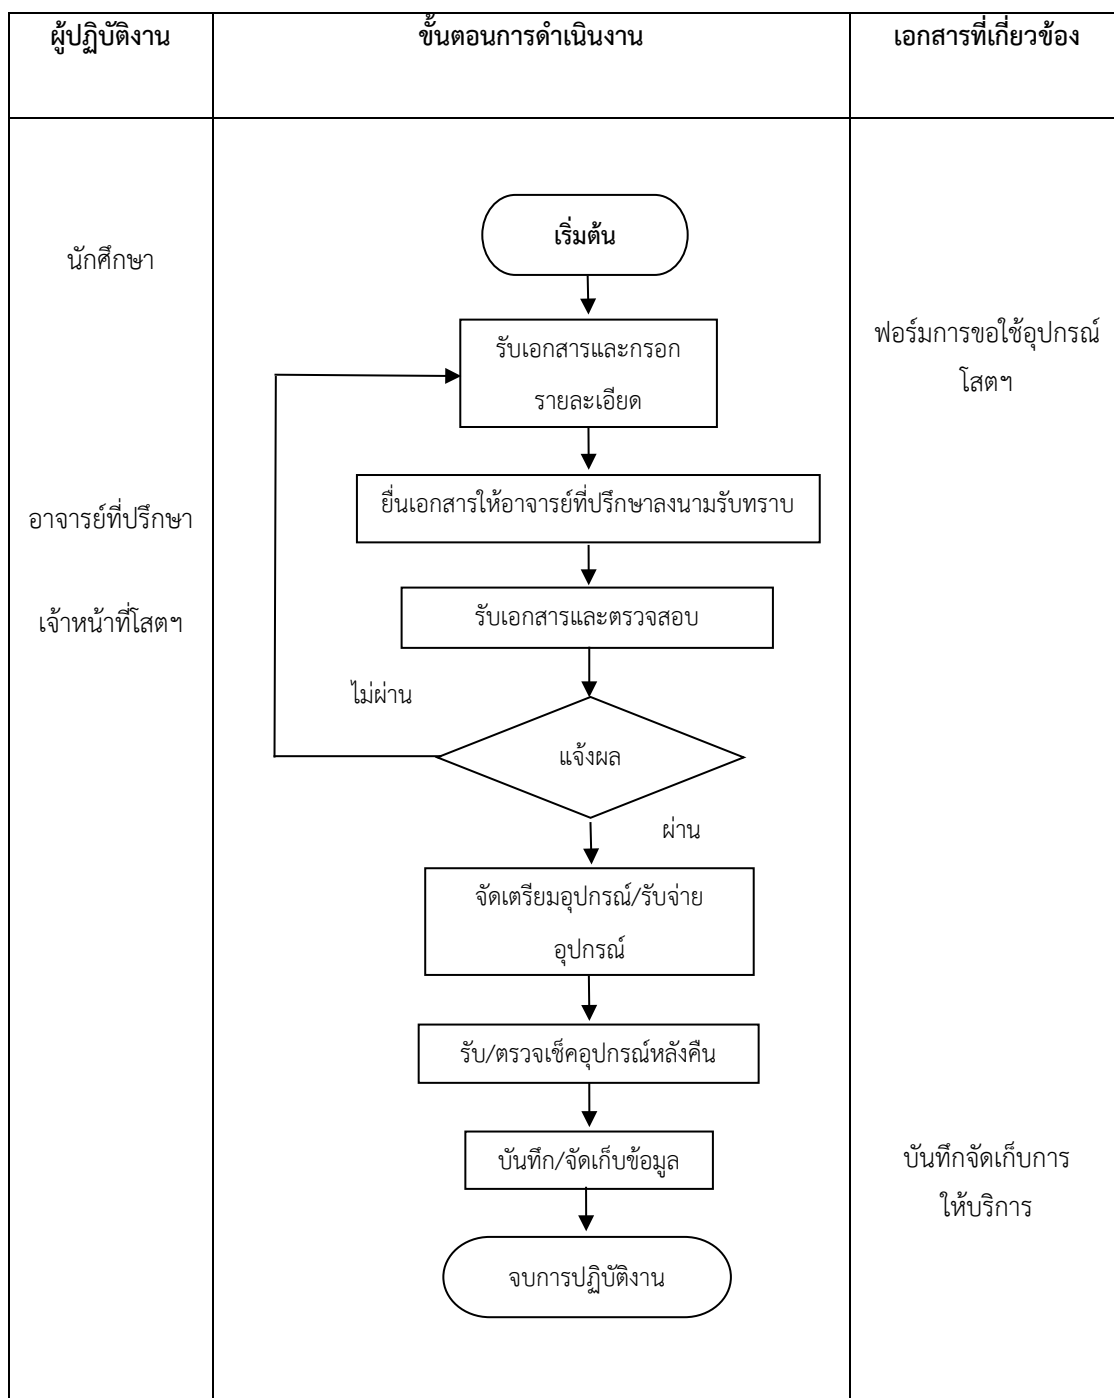 ผู้ปฏิบัติงาน
ขั้นตอนการดำเนินงาน
เอกสารที่เกี่ยวข้อง
นักศึกษา
เริ่มต้น
รับเอกสารและกรอก
รายละเอียด
ฟอร์มการขอใช้อุปกรณ์
โสตฯ
อาจารย์ที่ปรึกษา
ยื่นเอกสารให้อาจารย์ที่ปรึกษาลงนามรับทราบ
เจ้าหน้าที่โสตฯ
รับเอกสารและตรวจสอบ
ไม่ผ่าน
แจ้งผล
ผ่าน
จัดเตรียมอุปกรณ์/รับจ่าย
อุปกรณ์
รับ/ตรวจเช็คอุปกรณ์หลังคืน
บันทึก/จัดเก็บข้อมูล
บันทึกจัดเก็บการ
ให้บริการ
จบการปฏิบัติงาน